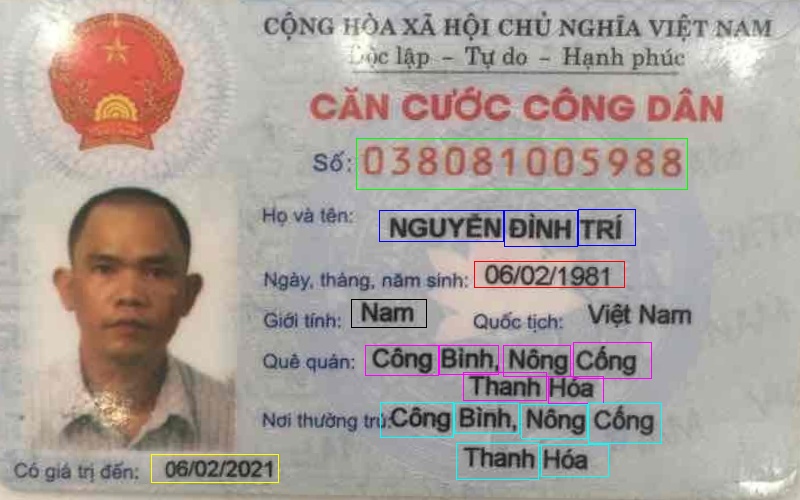 CỘNG HÒA XÃ HỘI CHỦ NGHĨA VIỆT NAM
Độc lập - Tự do - Hạnh phúc
CĂN CƯỚC CÔNG DÂN
Số: 038081005988
Họ và tên: NGUYỄN ĐÌNH TRÍ
Ngày, tháng, năm sinh: 06/02/1981
Giới tính: Nam Quốc tịch: Việt Nam
Quê quán: Công Bình, Nông Cống
Thanh Hóa
Nơi thường trú: Công Bình, Nông Cống
Thanh Hóa
Có giá trị đến: 06/02/2021